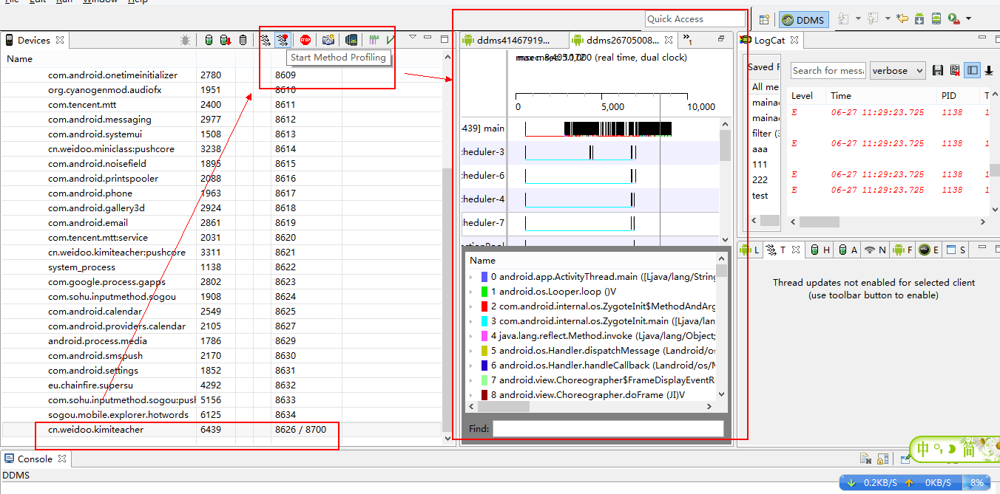 File Edit Run Window Help
Quick Access
DDMS
Devices
Start Method Profiling
Name
com.android.onetimeinitializer 2780 8609
org.cyanogenmod.audiofx 1951 8610
com.tencent.mtt 2400 8611
com.android.messaging 2977 8612
com.android.systemui 1508 8613
cn.weidoo.miniclass:pushcore 3238 8614
com.android.noisefield 1895 8615
com.android.printspooler 2088 8616
com.android.phone 1963 8617
com.android.gallery3d 2924 8618
com.android.email 2861 8619
com.tencent.mtt:service 2031 8620
cn.weidoo.kimiteacher:pushcore 3311 8621
system_process 1138 8622
com.google.process.gapps 2802 8623
com.sohu.inputmethod.sogou 1908 8624
com.android.calendar 2549 8625
com.android.providers.calendar 2105 8627
android.process.media 1786 8629
com.android.smspush 2170 8630
com.android.settings 1852 8631
eu.chainfire.supersu 4292 8632
com.sohu.inputmethod.sogou:push 5156 8633
sogou.mobile.explorer.hotwords 6125 8634
cn.weidoo.kimiteacher 6439 8626 / 8700
ddms41467919...
ddms26705008...
1
(real time, dual clock)
0 5,000 10,000
439] main
heduler-3
heduler-6
heduler-4
heduler-7
Name
0 android.app.ActivityThread.main ([Ljava/lang/String
1 android.os.Looper.loop ()V
2 com.android.internal.os.ZygoteInit$MethodAndArg
3 com.android.internal.os.ZygoteInit.main ([Ljava/lan
4 java.lang.reflect.Method.invoke (Ljava/lang/Object;
5 android.os.Handler.dispatchMessage (Landroid/os/
6 android.os.Handler.handleCallback (Landroid/os/M
7 android.view.Choreographer$FrameDisplayEventRe
8 android.view.Choreographer.doFrame (JI)V
Find:
LogCat
Saved F
All me
mainac
mainac
filter (3
aaa
111
222
test
Search for messa
verbose
Level Time PID T
E 06-27 11:29:23.725 1138 1
E 06-27 11:29:23.725 1138 1
E 06-27 11:29:23.725 1138 1
E 06-27 11:29:23.725 1138 1
L T H A N F E S
Thread updates not enabled for selected client
(use toolbar button to enable)
Console
DDMS
中 简
0.2KB/S 0KB/S 8%